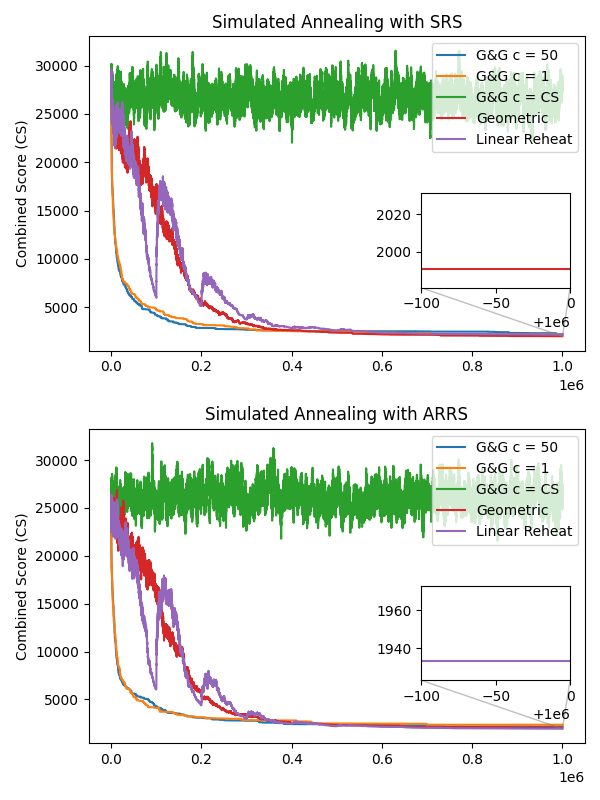 Simulated Annealing with SRS
G&G c = 50
G&G c = 1
G&G c = CS
Geometric
Linear Reheat
Combined Score (CS)
30000
25000
20000
15000
10000
5000
2020
2000
−100
−50
0
+1e6
0.0
0.2
0.4
0.6
0.8
1.0
1e6
Simulated Annealing with ARRS
G&G c = 50
G&G c = 1
G&G c = CS
Geometric
Linear Reheat
Combined Score (CS)
30000
25000
20000
15000
10000
5000
1960
1940
−100
−50
0
+1e6
0.0
0.2
0.4
0.6
0.8
1.0
1e6